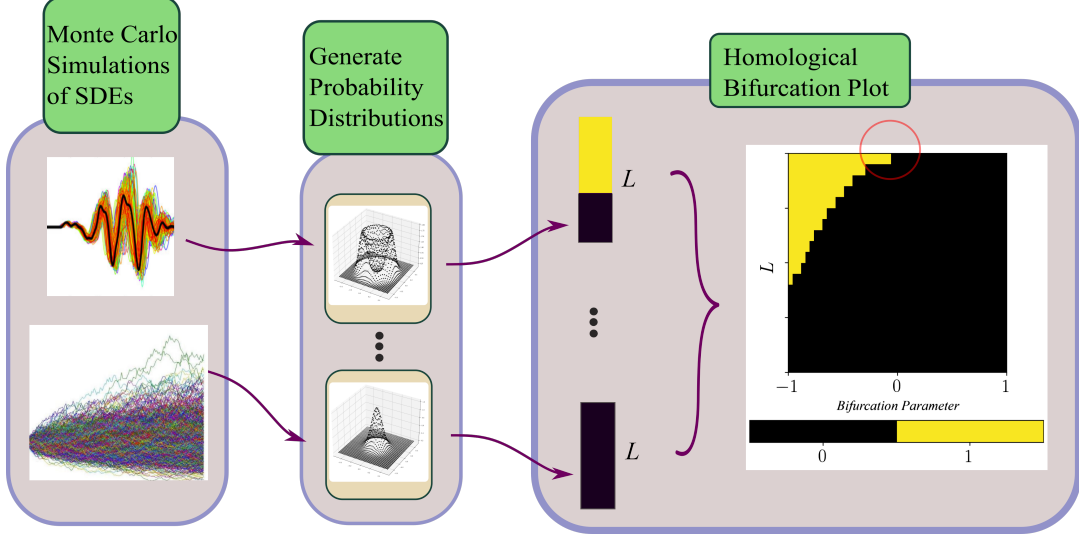 Monte Carlo
Simulations
of SDEs
Generate
Probability
Distributions
Homological
Bifurcation Plot
L
L
L
−1
0
1
Bifurcation Parameter
0
1